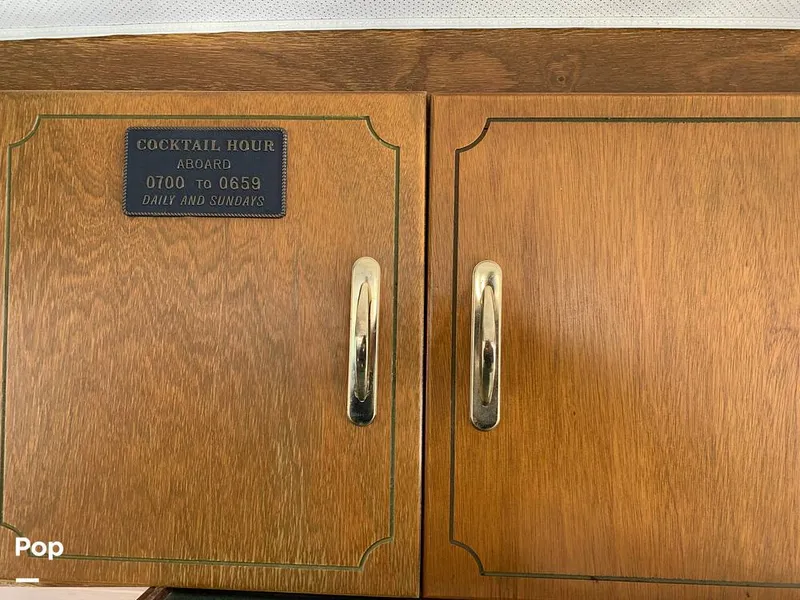 COCKTAIL HOUR
ABOARD
0700 TO 0659
DAILY AND SUNDAYS
Pop